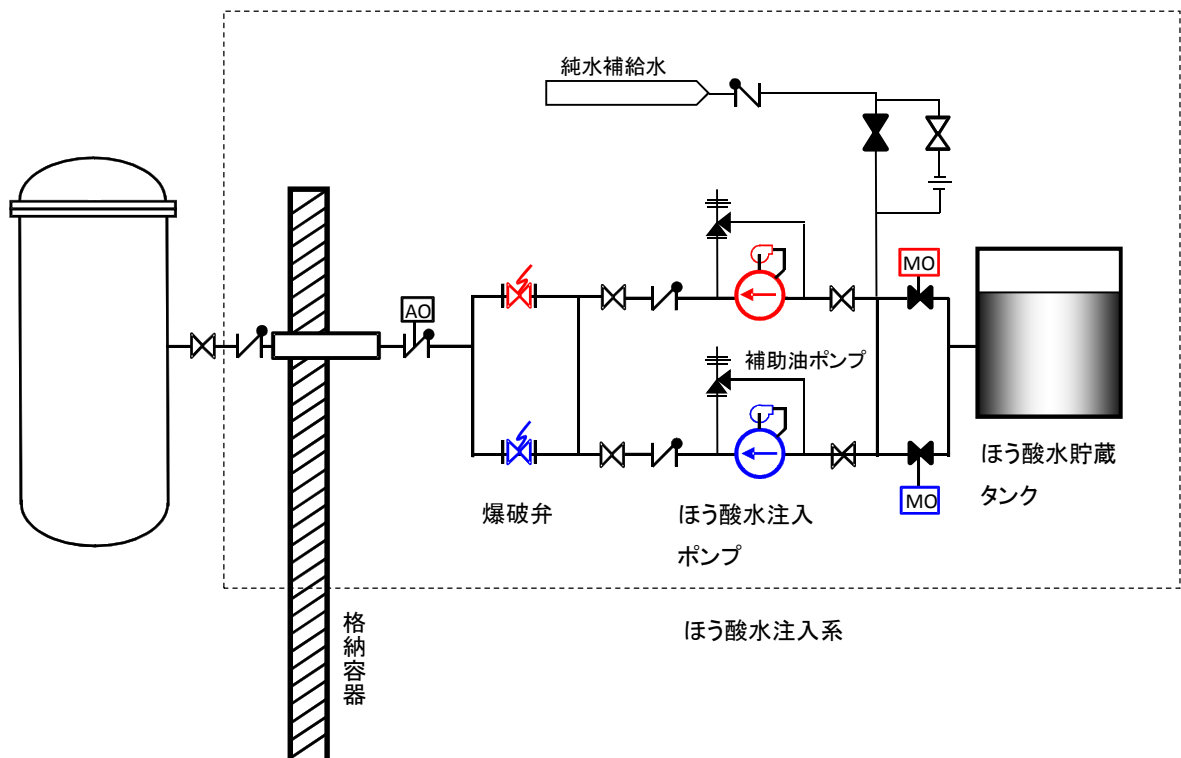 純水補給水
MO
AO
補助油ポンプ
ほう酸水貯蔵
タンク
MO
爆破弁
ほう酸水注入
ポンプ
ほう酸水注入系
格納容器